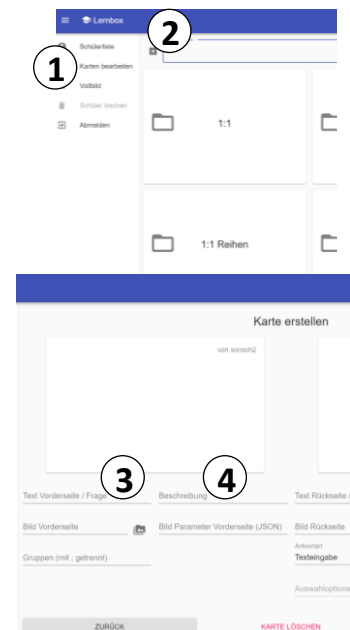 Lernbox
2
Schülerliste
1
Karten bearbeiten
Vollbild
Schüler löschen
Abmelden
1:1
1:1 Reihen
Karte erstellen
von sonsch2
3
4
Text Vorderseite / Frage
Beschreibung
Text Rückseite /
Bild Vorderseite
Bild Parameter Vorderseite (JSON)
Bild Rückseite
Gruppen (mit ; getrennt)
Antwortart
Texteingabe
Auswahloptione
ZURÜCK
KARTE LÖSCHEN